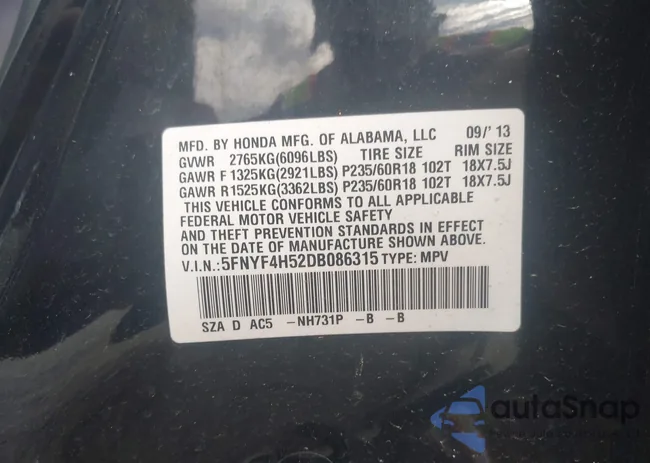 MFD. BY HONDA MFG. OF ALABAMA, LLC 09/'13
GVWR 2765KG(6096LBS) TIRE SIZE RIM SIZE
GAWR F 1325KG(2921LBS) P235/60R18 102T 18X7.5J
GAWR R1525KG(3362LBS) P235/60R18 102T 18X7.5J
THIS VEHICLE CONFORMS TO ALL APPLICABLE
FEDERAL MOTOR VEHICLE SAFETY
AND THEFT PREVENTION STANDARDS IN EFFECT
ON THE DATE OF MANUFACTURE SHOWN ABOVE.
V.I.N.:5FNYF4H52DB086315 TYPE: MPV
SZA D AC5 -NH731P -B -B
autaSnap